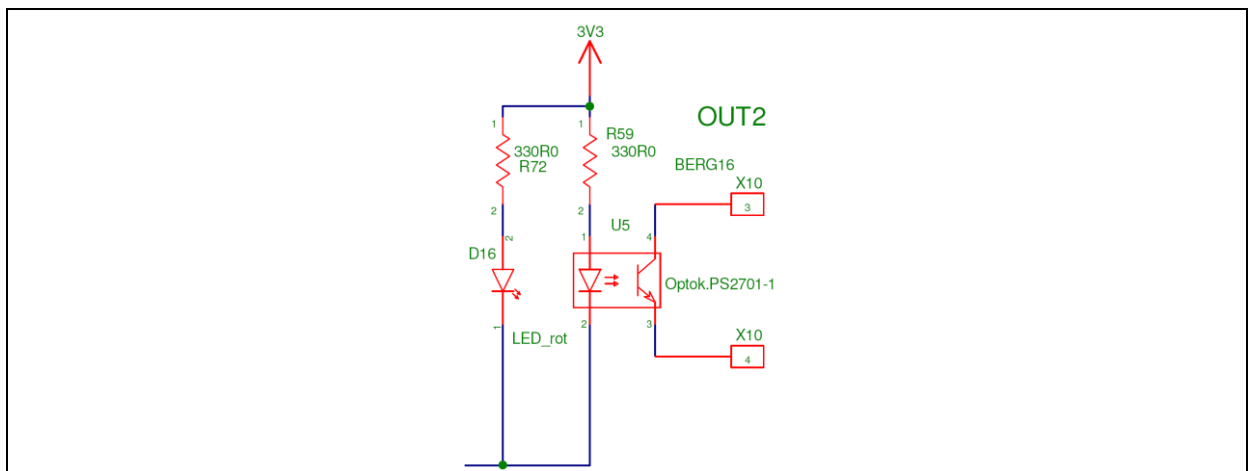 3V3
OUT2
1
1
R59
330R0
330R0
R72
BERG16
X10
3
2
2
U5
2
1
4
D16
Optok.PS2701-1
1
2
3
LED_rot
X10
4